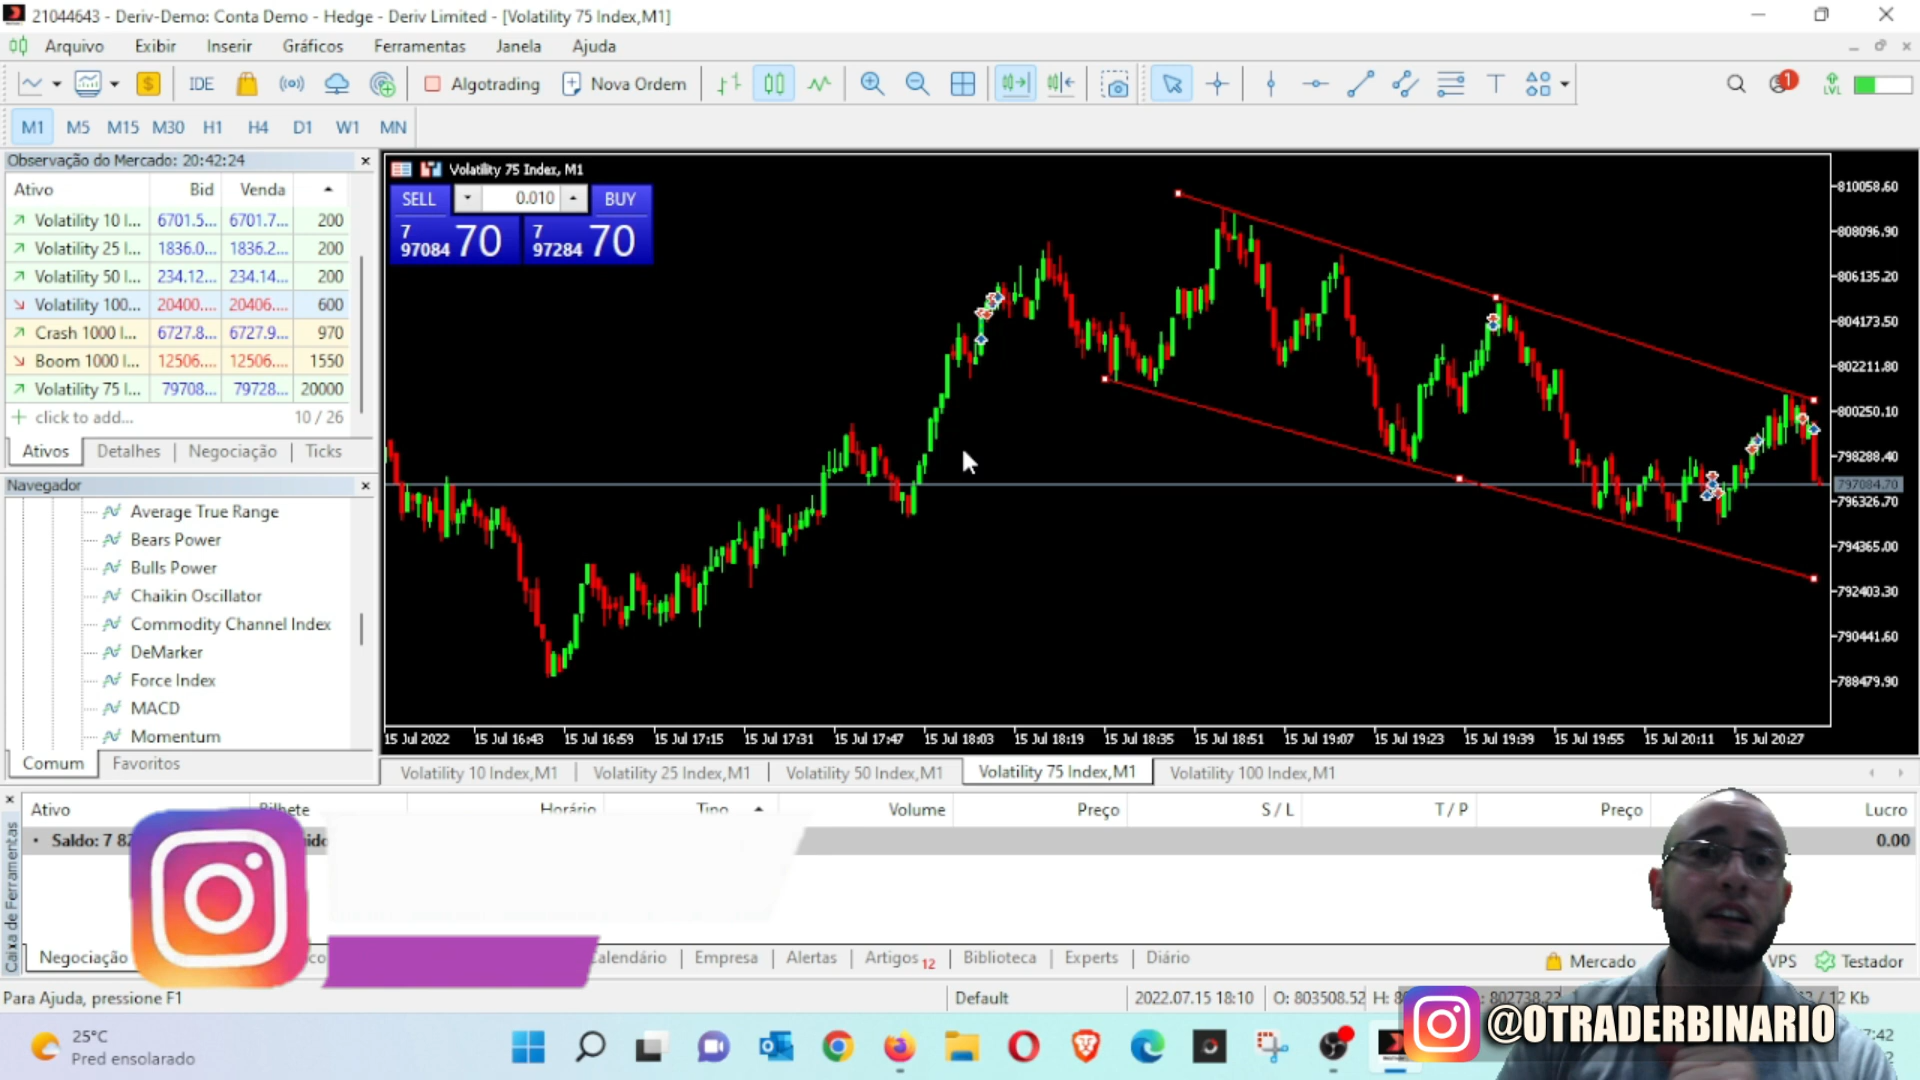 21044643 - Deriv-Demo: Conta Demo - Hedge - Deriv Limited - [Volatility 75 Index,M1]
Arquivo Exibir Inserir Gráficos Ferramentas Janela Ajuda
IDE Algotrading Nova Ordem 1
M1 M5 M15 M30 H1 H4 D1 W1 MN
Observação do Mercado: 20:42:24
Ativo Bid Venda
Volatility 10 I... 6701.5... 6701.7... 200
Volatility 25 I... 1836.0... 1836.2... 200
Volatility 50 I... 234.12... 234.14... 200
Volatility 100... 20400.... 20406.... 600
Crash 1000 I... 6727.8... 6727.9... 970
Boom 1000 I... 12506.... 12506.... 1550
Volatility 75 I... 79708... 79728... 20000
click to add... 10 / 26
Ativos Detalhes Negociação Ticks
Navegador
Average True Range
Bears Power
Bulls Power
Chaikin Oscillator
Commodity Channel Index
DeMarker
Force Index
MACD
Momentum
Comum Favoritos
Volatility 75 Index, M1
SELL 0.010 BUY
7 97084 70 7 97284 70
810058.60
808096.90
806135.20
804173.50
802211.80
800250.10
798288.40
797084.70
796326.70
794365.00
792403.30
790441.60
788479.90
15 Jul 2022 15 Jul 16:43 15 Jul 16:59 15 Jul 17:15 15 Jul 17:31 15 Jul 17:47 15 Jul 18:03 15 Jul 18:19 15 Jul 18:35 15 Jul 18:51 15 Jul 19:07 15 Jul 19:23 15 Jul 19:39 15 Jul 19:55 15 Jul 20:11 15 Jul 20:27
Volatility 10 Index,M1 Volatility 25 Index,M1 Volatility 50 Index,M1 Volatility 75 Index,M1 Volatility 100 Index,M1
Ativo Bilhete Horário Tipo Volume Preço S / L T / P Preço Lucro
Saldo: 7 82 0.00
Caixa de Ferramentas
Negociação Calendário Empresa Alertas Artigos 12 Biblioteca Experts Diário Mercado VPS Testador
Para Ajuda, pressione F1 Default 2022.07.15 18:10 O: 803508.52 H: 802738.22 / 12 Kb
25°C
Pred ensolarado
@OTRADERBINARIO